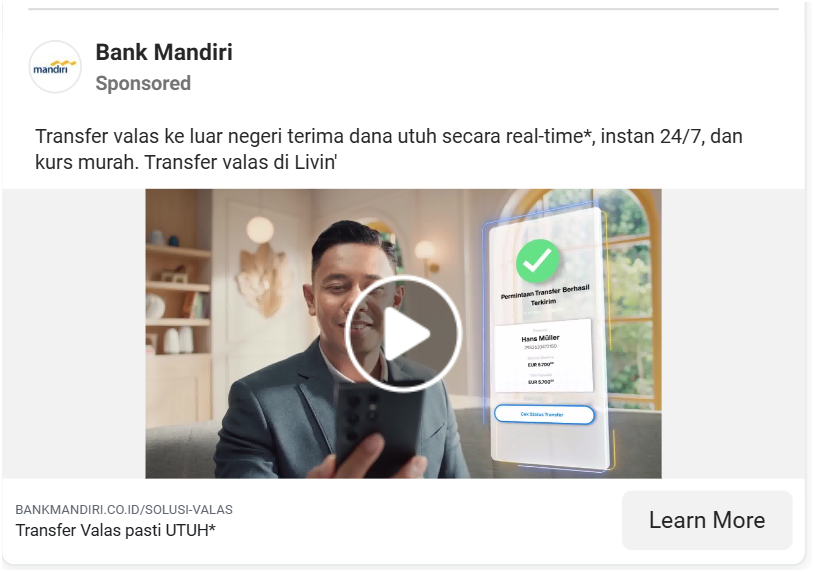 mandiri
Bank Mandiri
Sponsored
Transfer valas ke luar negeri terima dana utuh secara real-time*, instan 24/7, dan
kurs murah. Transfer valas di Livin'
Permintaan Transfer Berhasil
Terkirim
Hans Müller
EUR 5.700
EUR 5.700
Cek Status Transfer
BANKMANDIRI.CO.ID/SOLUSI-VALAS
Transfer Valas pasti UTUH*
Learn More